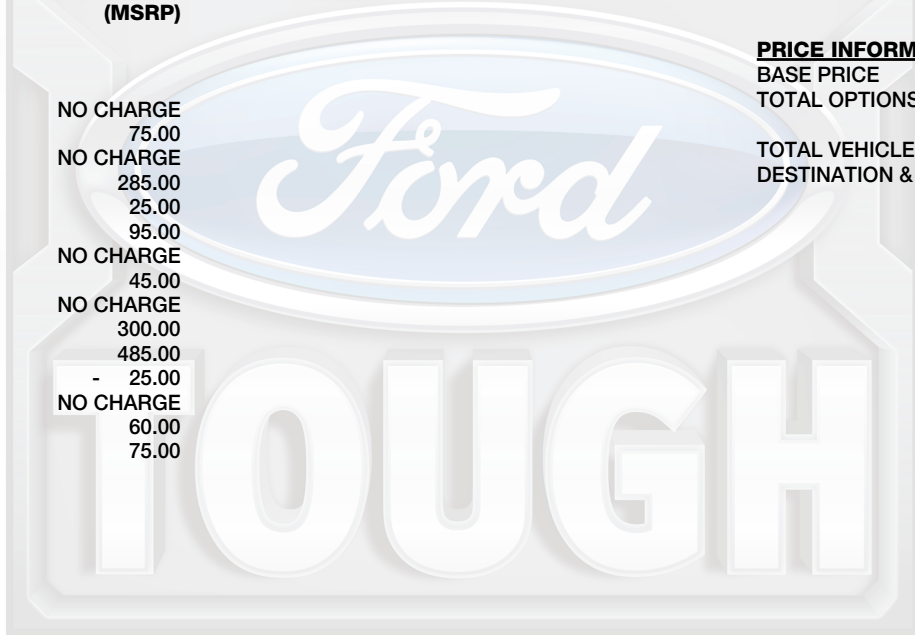 (MSRP)
NO CHARGE
75.00
NO CHARGE
285.00
25.00
95.00
NO CHARGE
45.00
NO CHARGE
300.00
485.00
- 25.00
NO CHARGE
60.00
75.00
PRICE INFORM
BASE PRICE
TOTAL OPTIONS
TOTAL VEHICLE
DESTINATION &
Ford
TOUGH